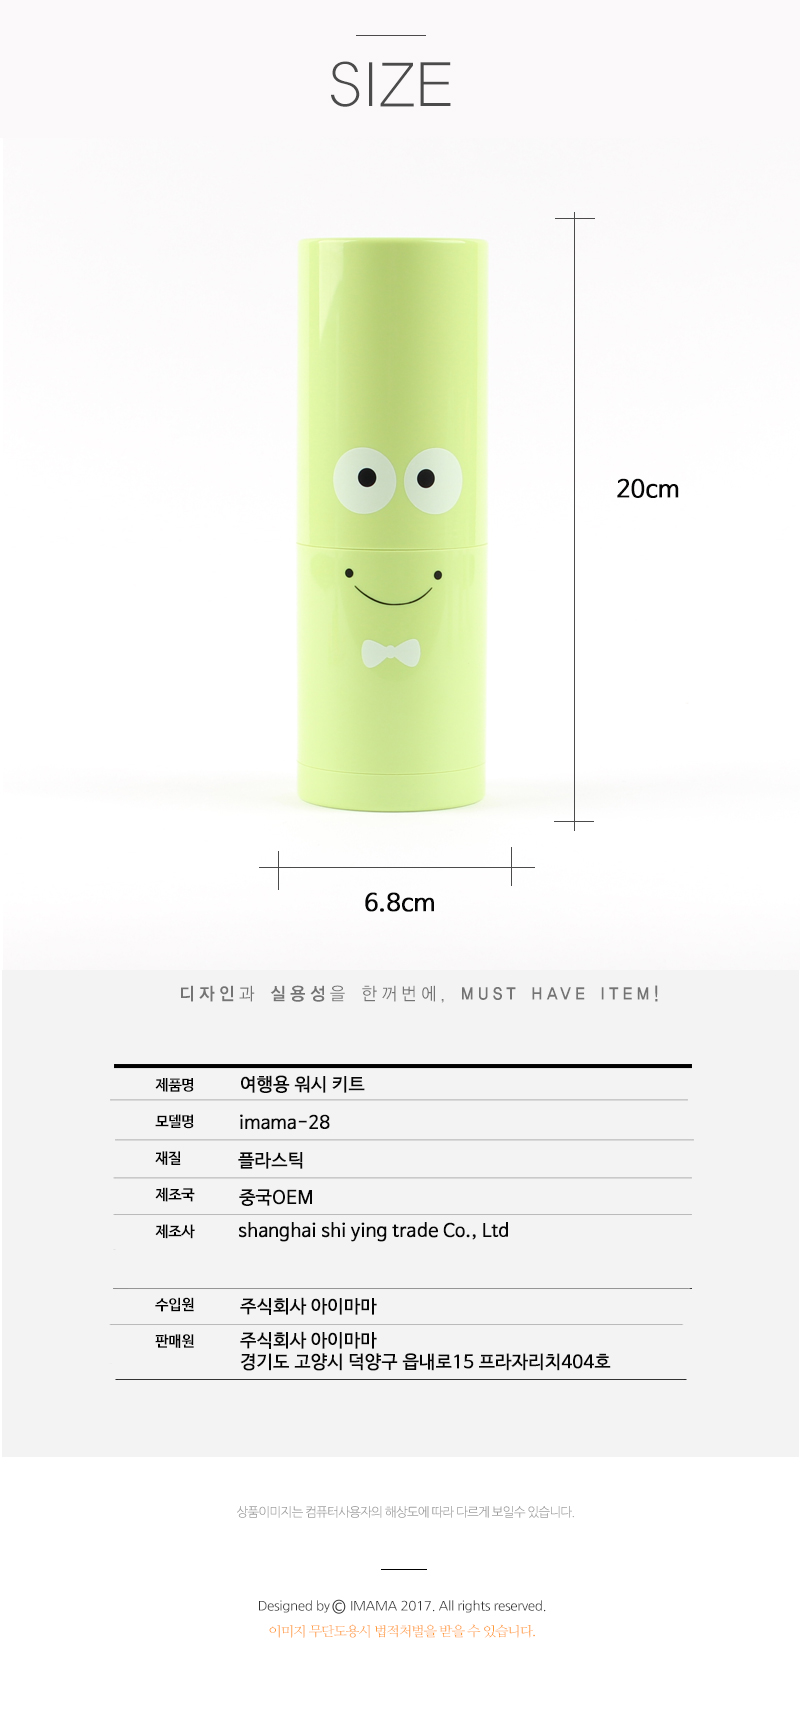 SIZE
20cm
6.8cm
디자인과 실용성을 한꺼번에, MUST HAVE ITEM!
제품명 여행용 워시 키트
모델명 imama-28
재질 플라스틱
제조국 중국OEM
제조사 shanghai shi ying trade Co., Ltd
수입원 주식회사 아이마마
판매원 주식회사 아이마마
경기도 고양시 덕양구 읍내로15 프라자리치404호
상품이미지는 컴퓨터사용자의 해상도에 따라 다르게 보일수 있습니다.
Designed by © IMAMA 2017. All rights reserved.
이미지 무단도용시 법적처벌을 받을 수 있습니다.